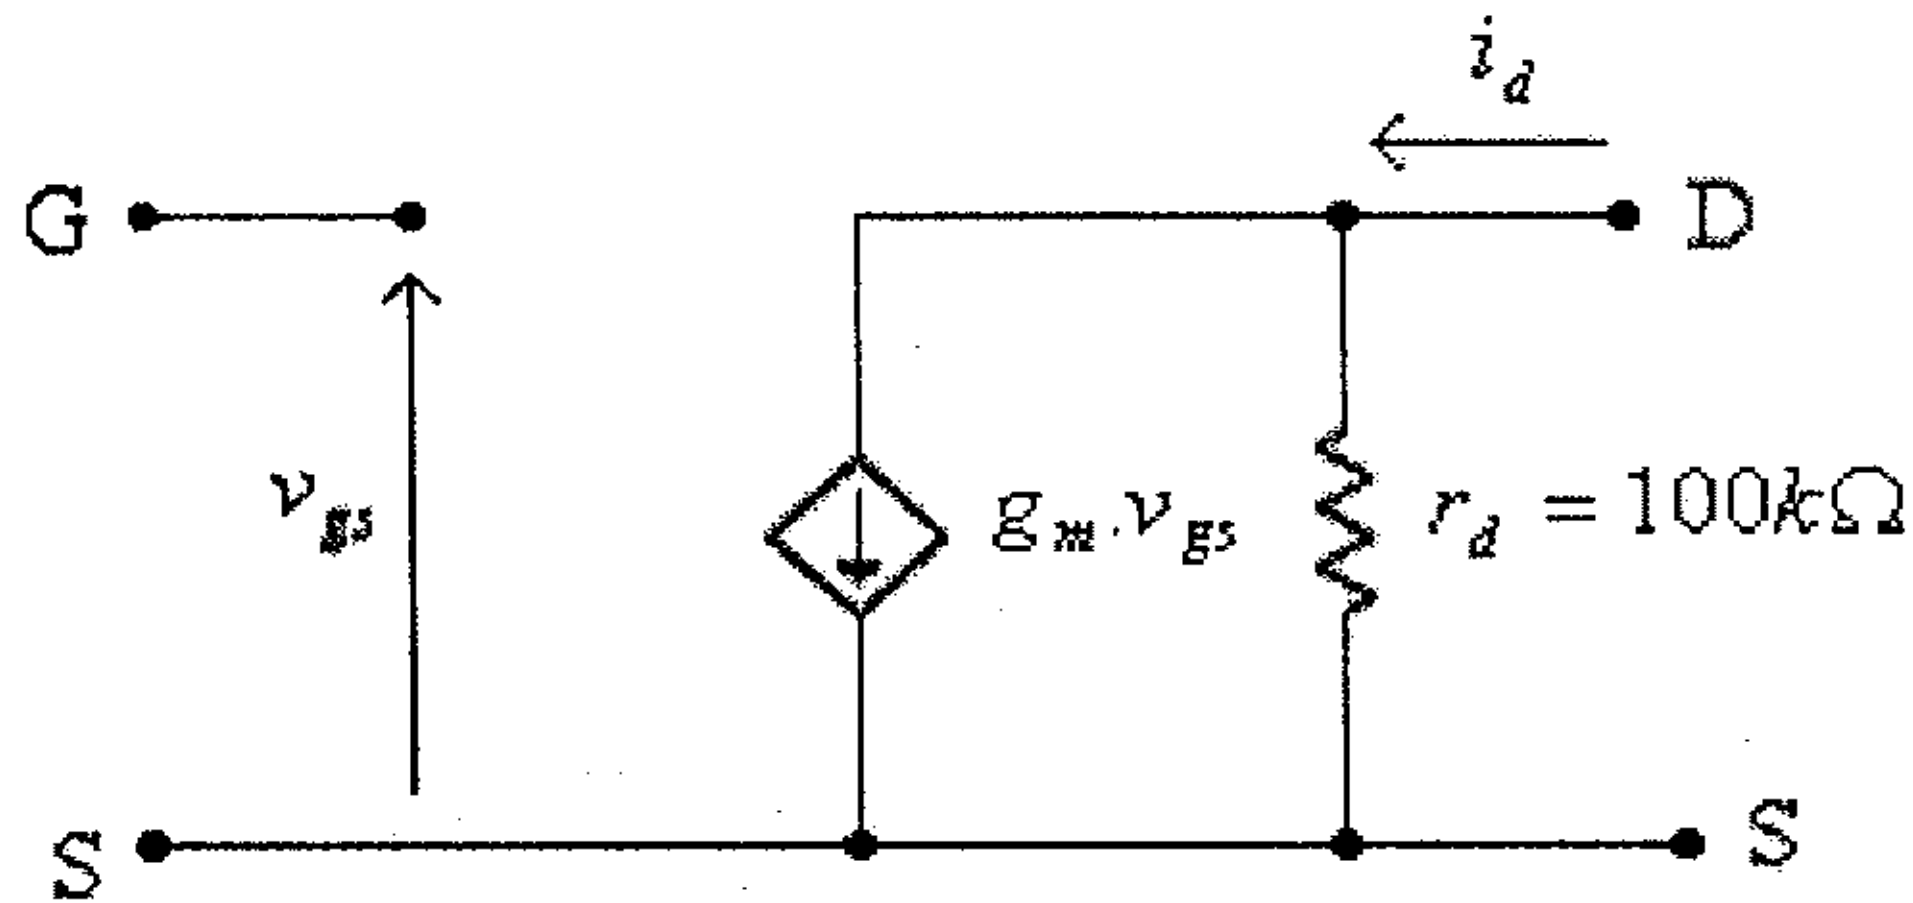 i_d
G
D
v_gs
g_m.v_gs
r_d = 100kΩ
S
S